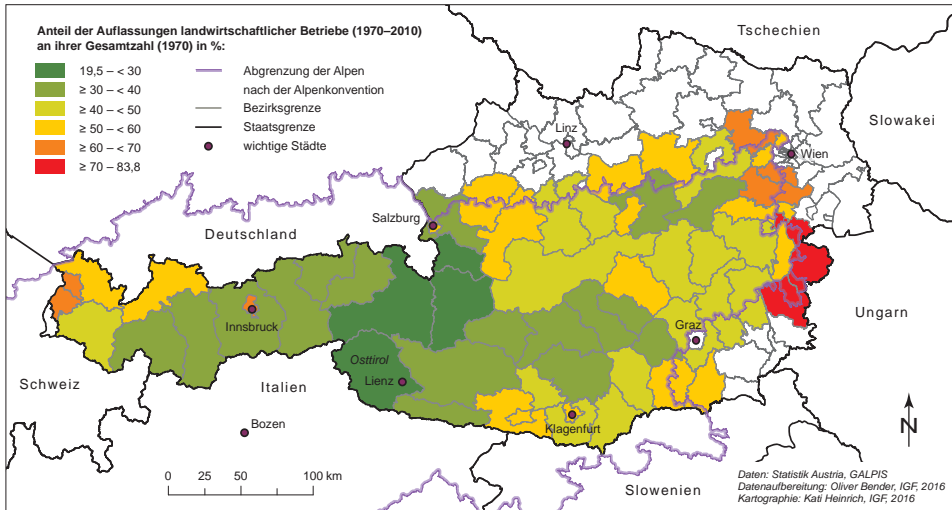 Anteil der Auflassungen landwirtschaftlicher Betriebe (1970–2010)
an ihrer Gesamtzahl (1970) in %:
19,5 – < 30
≥ 30 – < 40
≥ 40 – < 50
≥ 50 – < 60
≥ 60 – < 70
≥ 70 – 83,8
Abgrenzung der Alpen
nach der Alpenkonvention
Bezirksgrenze
Staatsgrenze
wichtige Städte
Tschechien
Slowakei
Linz
Wien
Salzburg
Deutschland
Innsbruck
Graz
Ungarn
Osttirol
Lienz
Schweiz
Italien
Klagenfurt
Bozen
N
0 25 50 100 km
Slowenien
Daten: Statistik Austria, GALPIS
Datenaufbereitung: Oliver Bender, IGF, 2016
Kartographie: Kati Heinrich, IGF, 2016